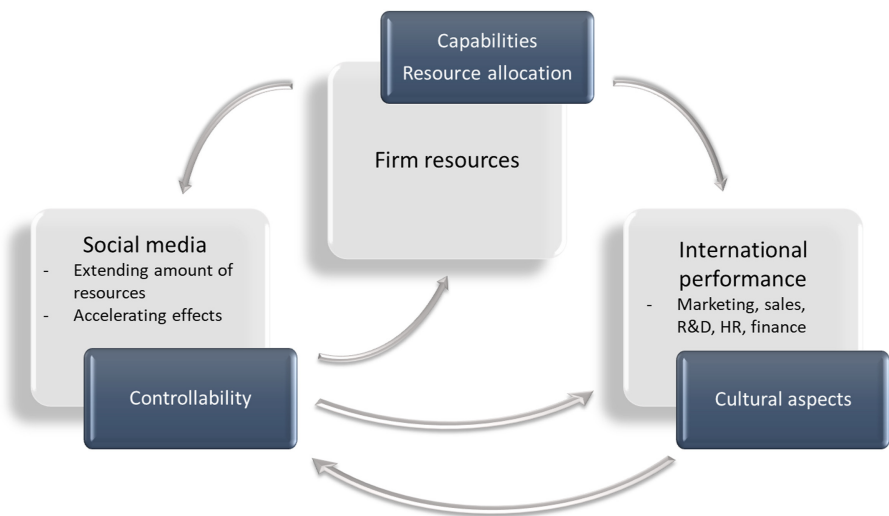 Capabilities
Resource allocation
Firm resources
Social media
- Extending amount of
resources
- Accelerating effects
Controllability
International
performance
- Marketing, sales,
R&D, HR, finance
Cultural aspects